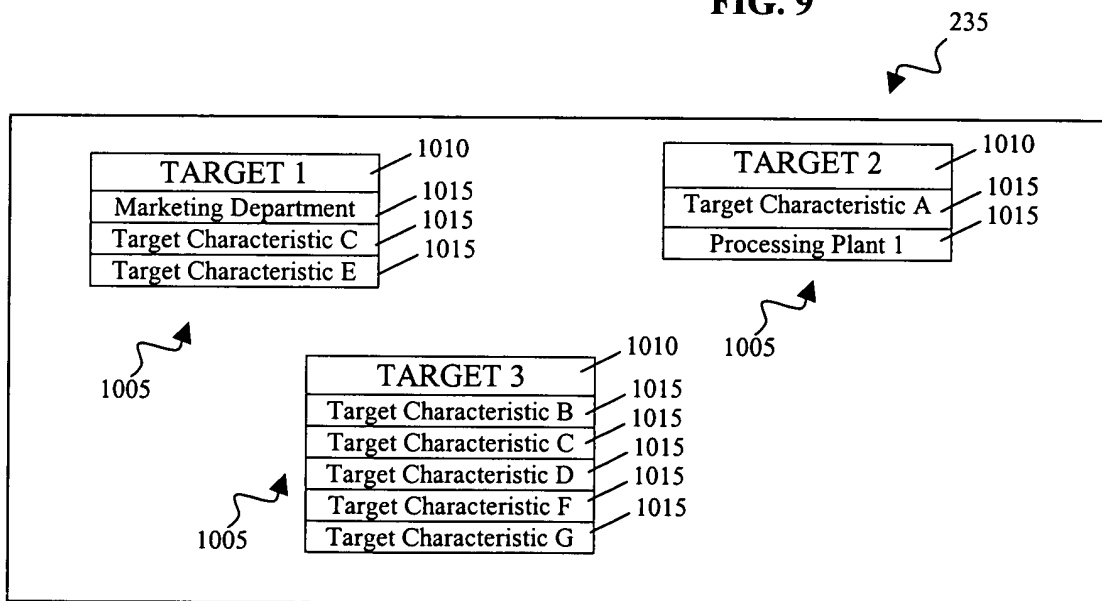 FIG. 9
235
TARGET 1
1010
Marketing Department
1015
Target Characteristic C
1015
Target Characteristic E
1015
1005
TARGET 2
1010
Target Characteristic A
1015
Processing Plant 1
1015
1005
TARGET 3
1010
Target Characteristic B
1015
Target Characteristic C
1015
Target Characteristic D
1015
Target Characteristic F
1015
Target Characteristic G
1015
1005